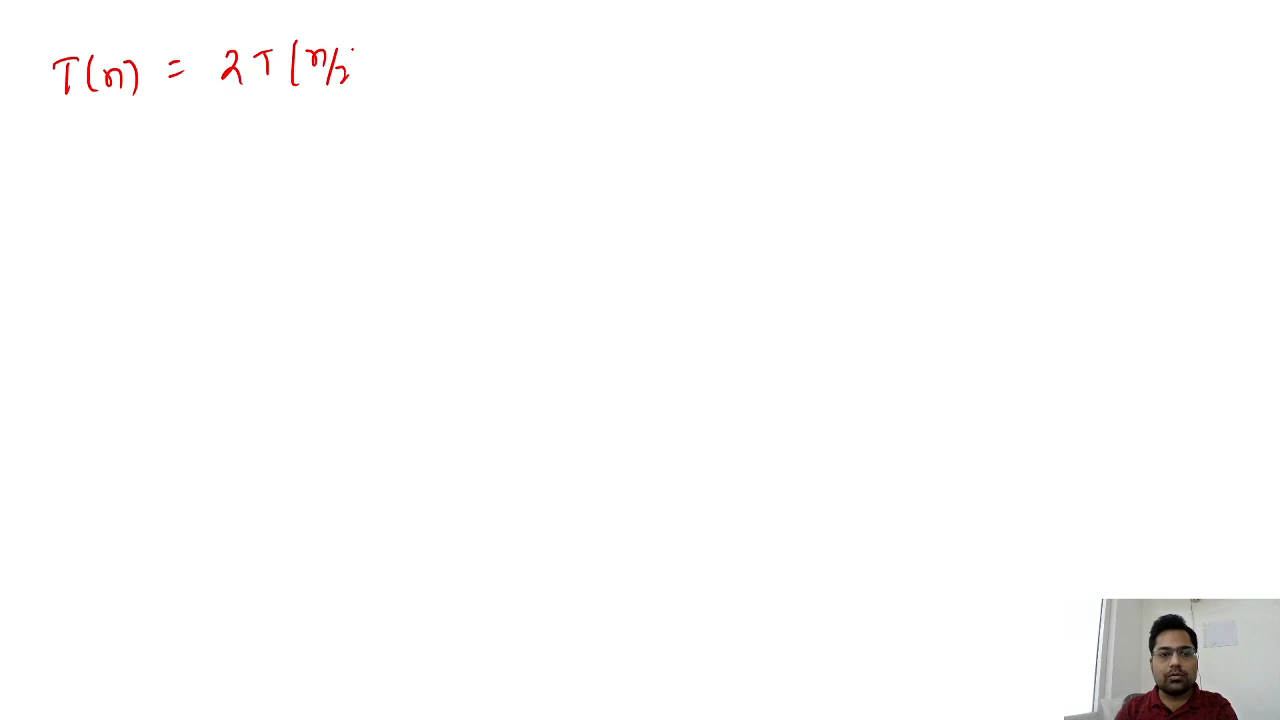 T(n) = 2T(n/2